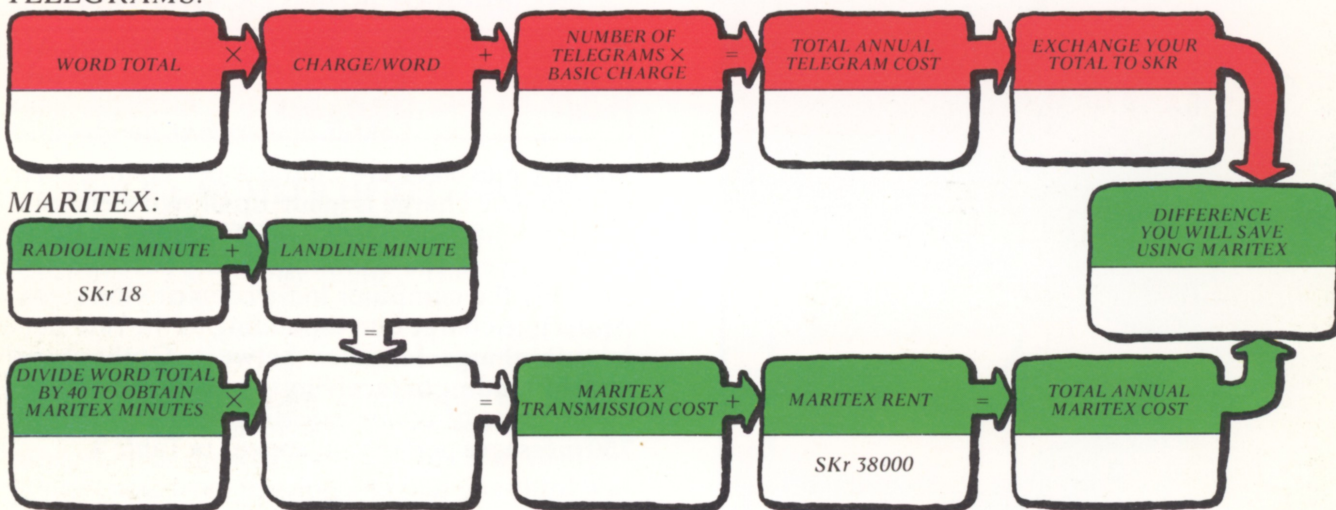 TELEGRAMS:
WORD TOTAL
×
CHARGE/WORD
+
NUMBER OF
TELEGRAMS ×
BASIC CHARGE
=
TOTAL ANNUAL
TELEGRAM COST
EXCHANGE YOUR
TOTAL TO SKR
MARITEX:
RADIOLINE MINUTE
+
LANDLINE MINUTE
SKr 18
=
DIFFERENCE
YOU WILL SAVE
USING MARITEX
DIVIDE WORD TOTAL
BY 40 TO OBTAIN
MARITEX MINUTES
×
=
MARITEX
TRANSMISSION COST
+
MARITEX RENT
SKr 38000
=
TOTAL ANNUAL
MARITEX COST